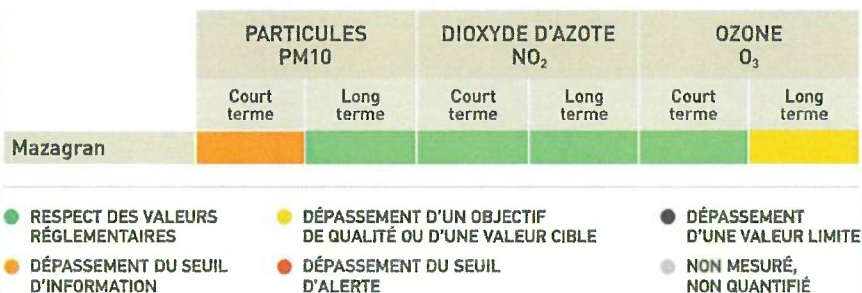 PARTICULES
PM10
DIOXYDE D'AZOTE
NO₂
OZONE
O₃
Court
terme
Long
terme
Court
terme
Long
terme
Court
terme
Long
terme
Mazagran
RESPECT DES VALEURS
RÉGLEMENTAIRES
DÉPASSEMENT D'UN OBJECTIF
DE QUALITÉ OU D'UNE VALEUR CIBLE
DÉPASSEMENT
D'UNE VALEUR LIMITE
DÉPASSEMENT DU SEUIL
D'INFORMATION
DÉPASSEMENT DU SEUIL
D'ALERTE
NON MESURÉ,
NON QUANTIFIÉ